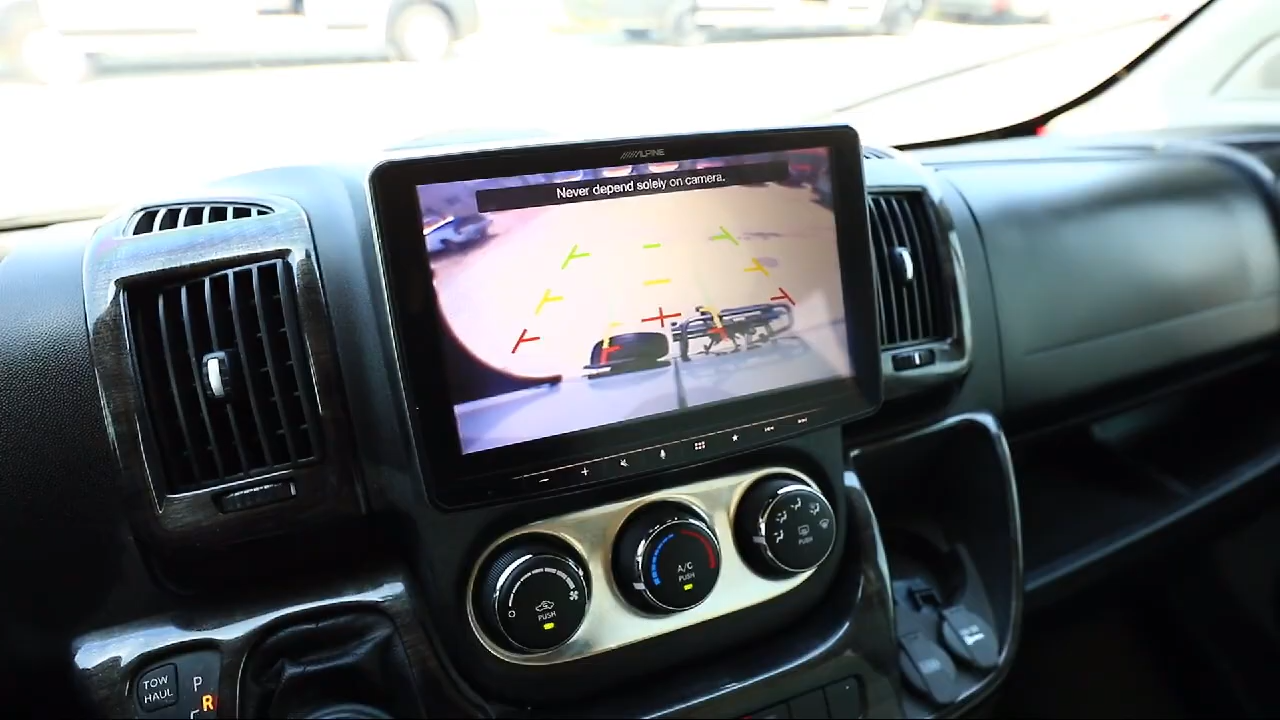 ALPINE
Never depend solely on camera.
A/C
PUSH
PUSH
PUSH
TOW
HAUL
P
R